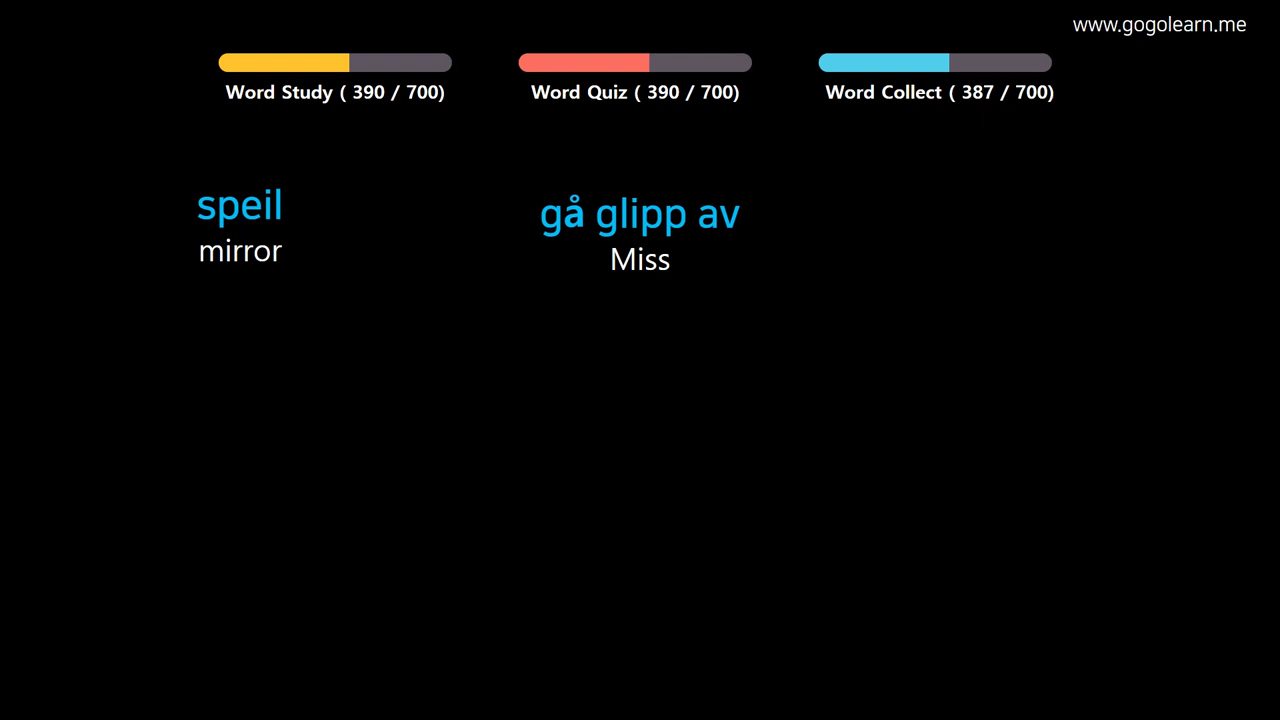 www.gogolearn.me
Word Study ( 390 / 700)
Word Quiz ( 390 / 700)
Word Collect ( 387 / 700)
speil
mirror
gå glipp av
Miss